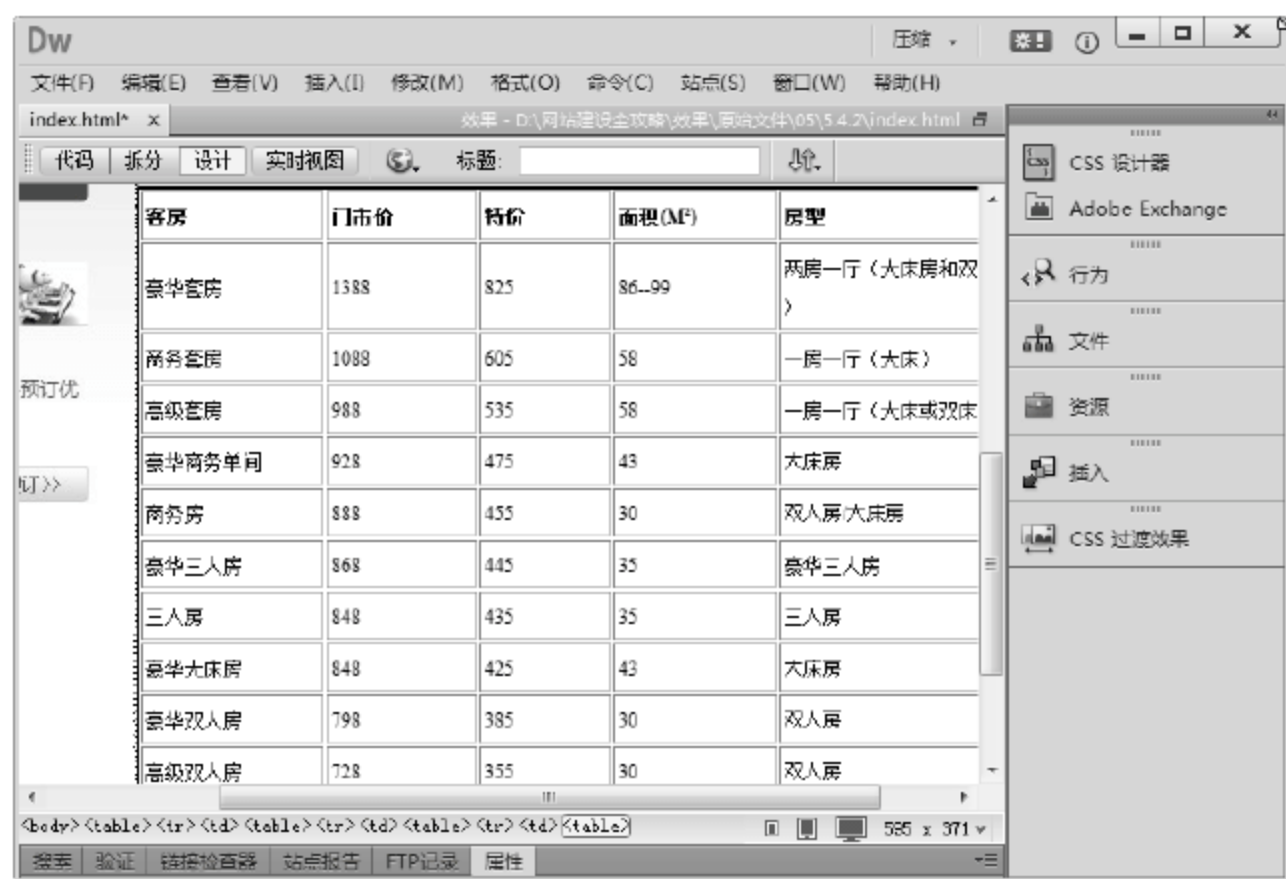 Dw 压缩
文件(F) 编辑(E) 查看(V) 插入(I) 修改(M) 格式(O) 命令(C) 站点(S) 窗口(W) 帮助(H)
index.html* x 效果 - D:\网站建设全攻略\效果\原始文件\05\5.4.2\index.html
代码 拆分 设计 实时视图 标题:
客房 门市价 特价 面积(M²) 房型
豪华套房 1388 825 86--99 两房一厅（大床房和双
）
商务套房 1088 605 58 一房一厅（大床）
高级套房 988 535 58 一房一厅（大床或双床
豪华商务单间 928 475 43 大床房
商务房 888 455 30 双人房/大床房
豪华三人房 868 445 35 豪华三人房
三人房 848 435 35 三人房
豪华大床房 848 425 43 大床房
豪华双人房 798 385 30 双人房
高级双人房 728 355 30 双人房
预订优
订>>
CSS 设计器
Adobe Exchange
行为
文件
资源
插入
CSS 过渡效果
<body> <table> <tr> <td> <table> <tr> <td> <table> <tr> <td> <table> 595 x 371
搜索 验证 链接检查器 站点报告 FTP记录 属性